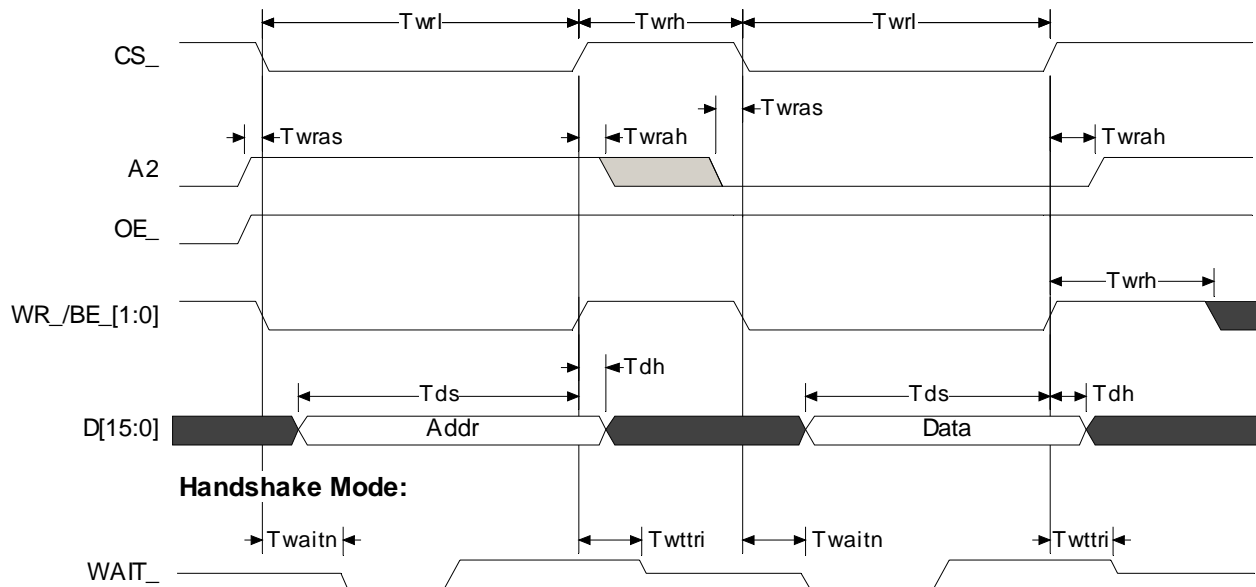 Twrl Twrh Twrl
CS_
Twras Twras
Twrah Twrah
A2
OE_
Twrh
WR_/BE_[1:0]
Tdh
Tds Tds Tdh
D[15:0] Addr Data
Handshake Mode:
Twaitn Twttri Twaitn Twttri
WAIT_